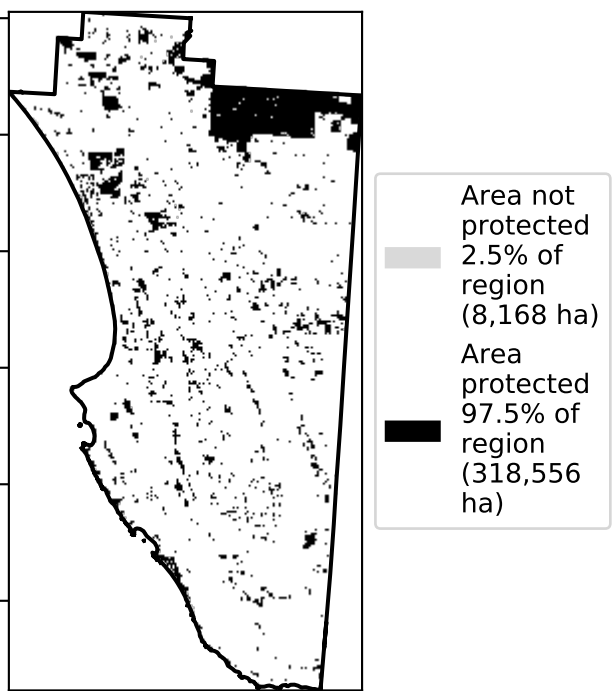 Area not
protected
2.5% of
region
(8,168 ha)
Area
protected
97.5% of
region
(318,556
ha)